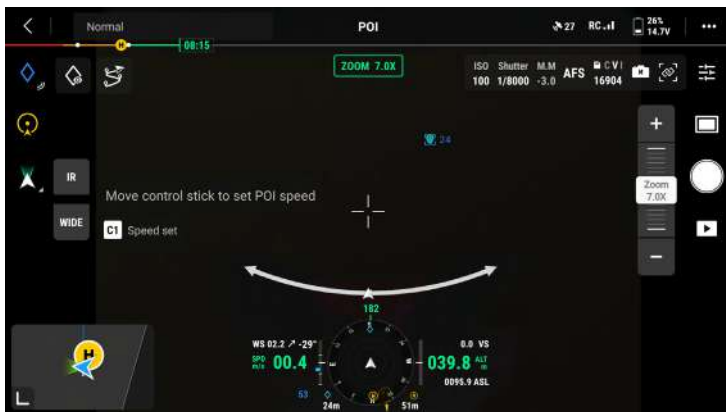 Normal
POI
27 RC 26% 14.7V
H 08:15
ZOOM 7.0X
ISO Shutter M.M
100 1/8000 -3.0
AFS
16904
24
IR
Move control stick to set POI speed
Zoom
7.0X
WIDE
C1 Speed set
182
WS 02.2 -29°
0.0 VS
SPD m/s 00.4
039.8 ALT m
H
0095.9 ASL
53
24m
51m